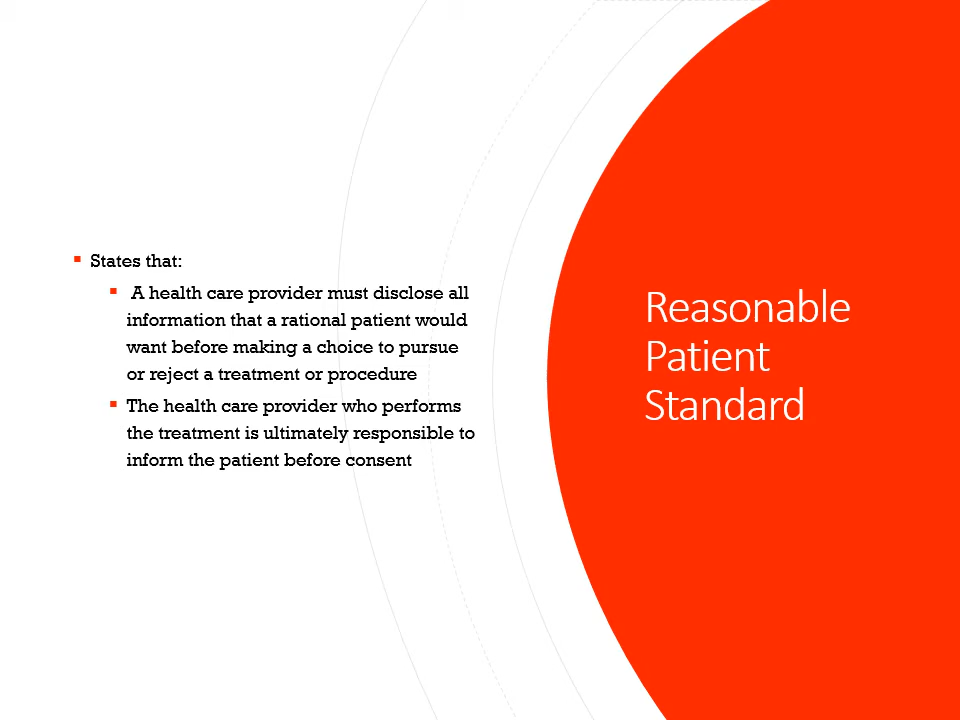 States that:
A health care provider must disclose all
information that a rational patient would
want before making a choice to pursue
or reject a treatment or procedure
The health care provider who performs
the treatment is ultimately responsible to
inform the patient before consent
Reasonable
Patient
Standard